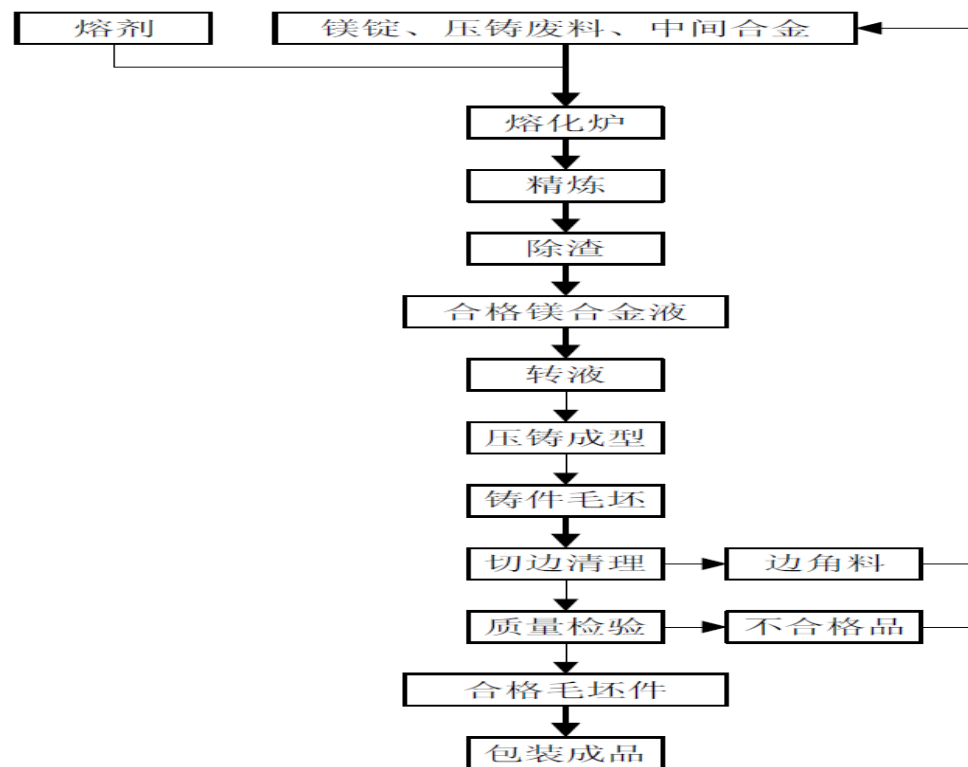 熔剂
镁锭、压铸废料、中间合金
熔化炉
精炼
除渣
合格镁合金液
转液
压铸成型
铸件毛坯
切边清理
边角料
质量检验
不合格品
合格毛坯件
包装成品